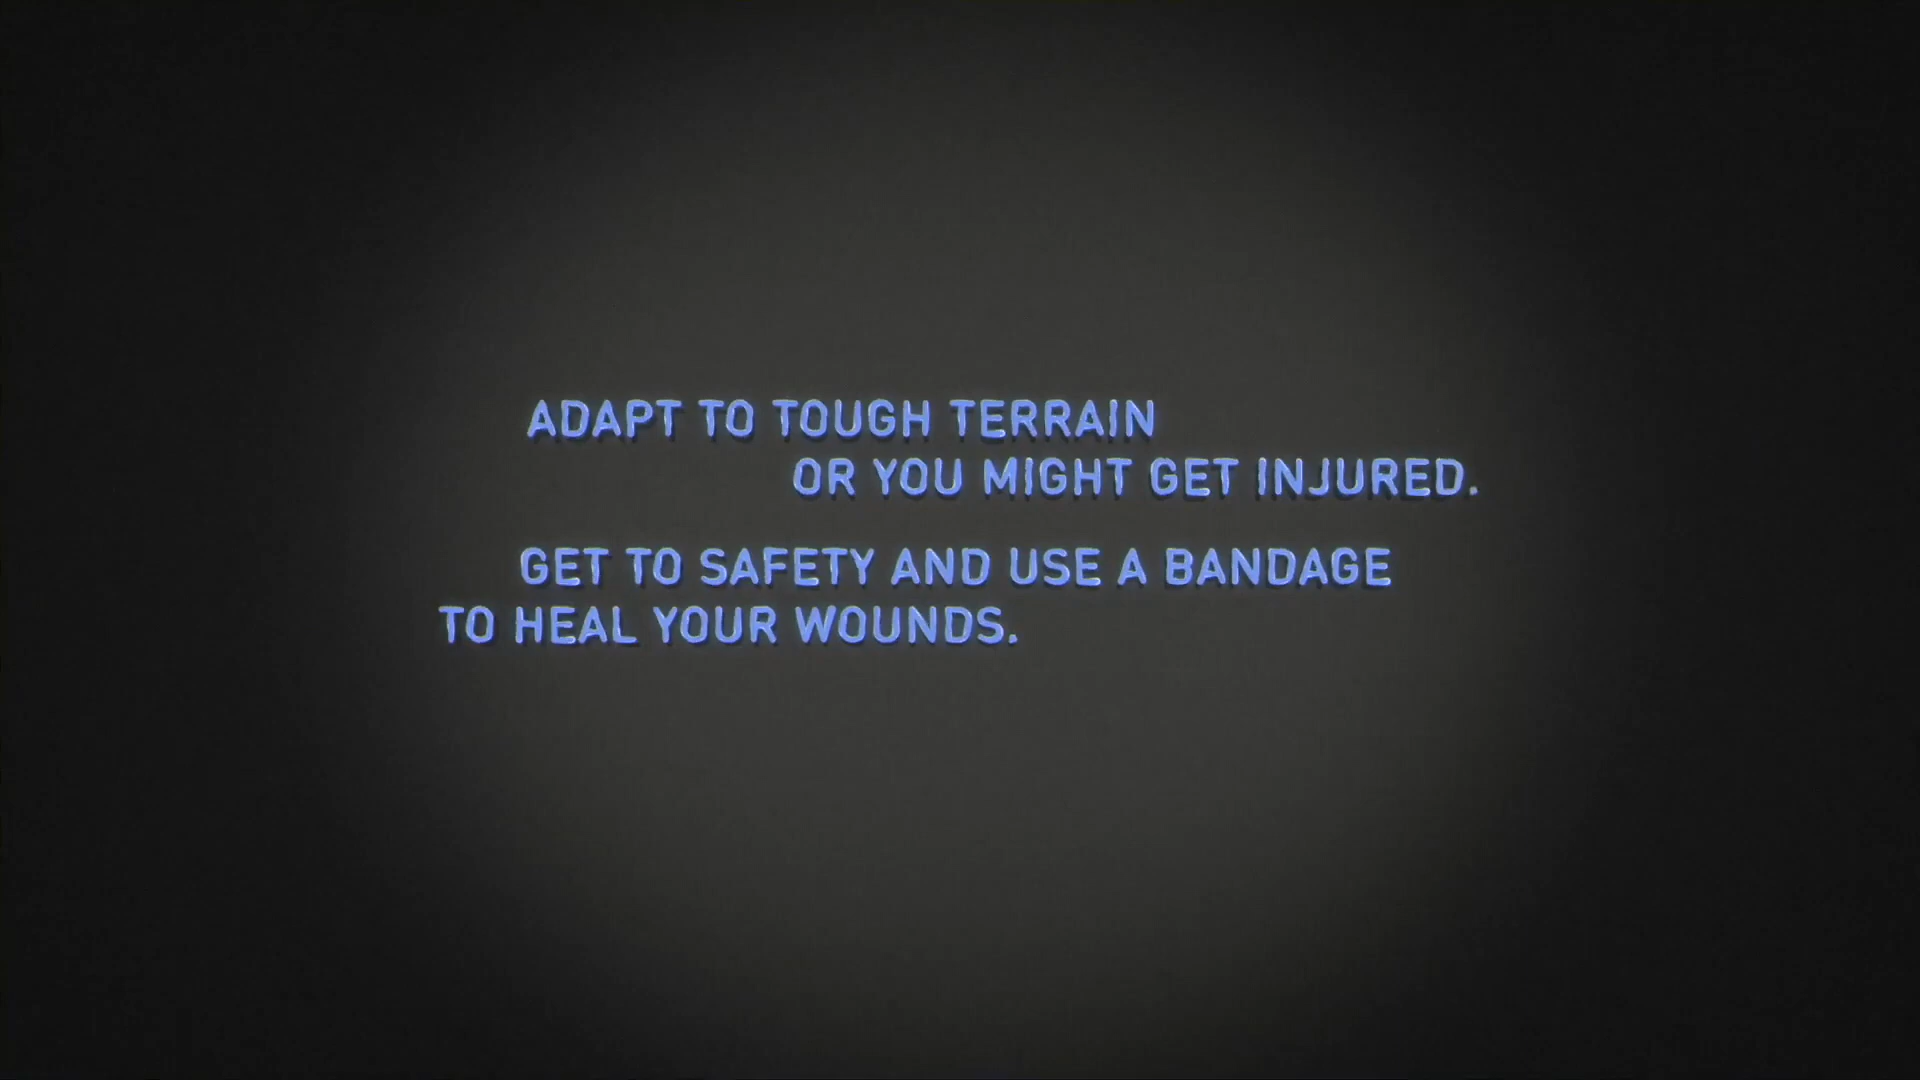 ADAPT TO TOUGH TERRAIN
OR YOU MIGHT GET INJURED.
GET TO SAFETY AND USE A BANDAGE
TO HEAL YOUR WOUNDS.